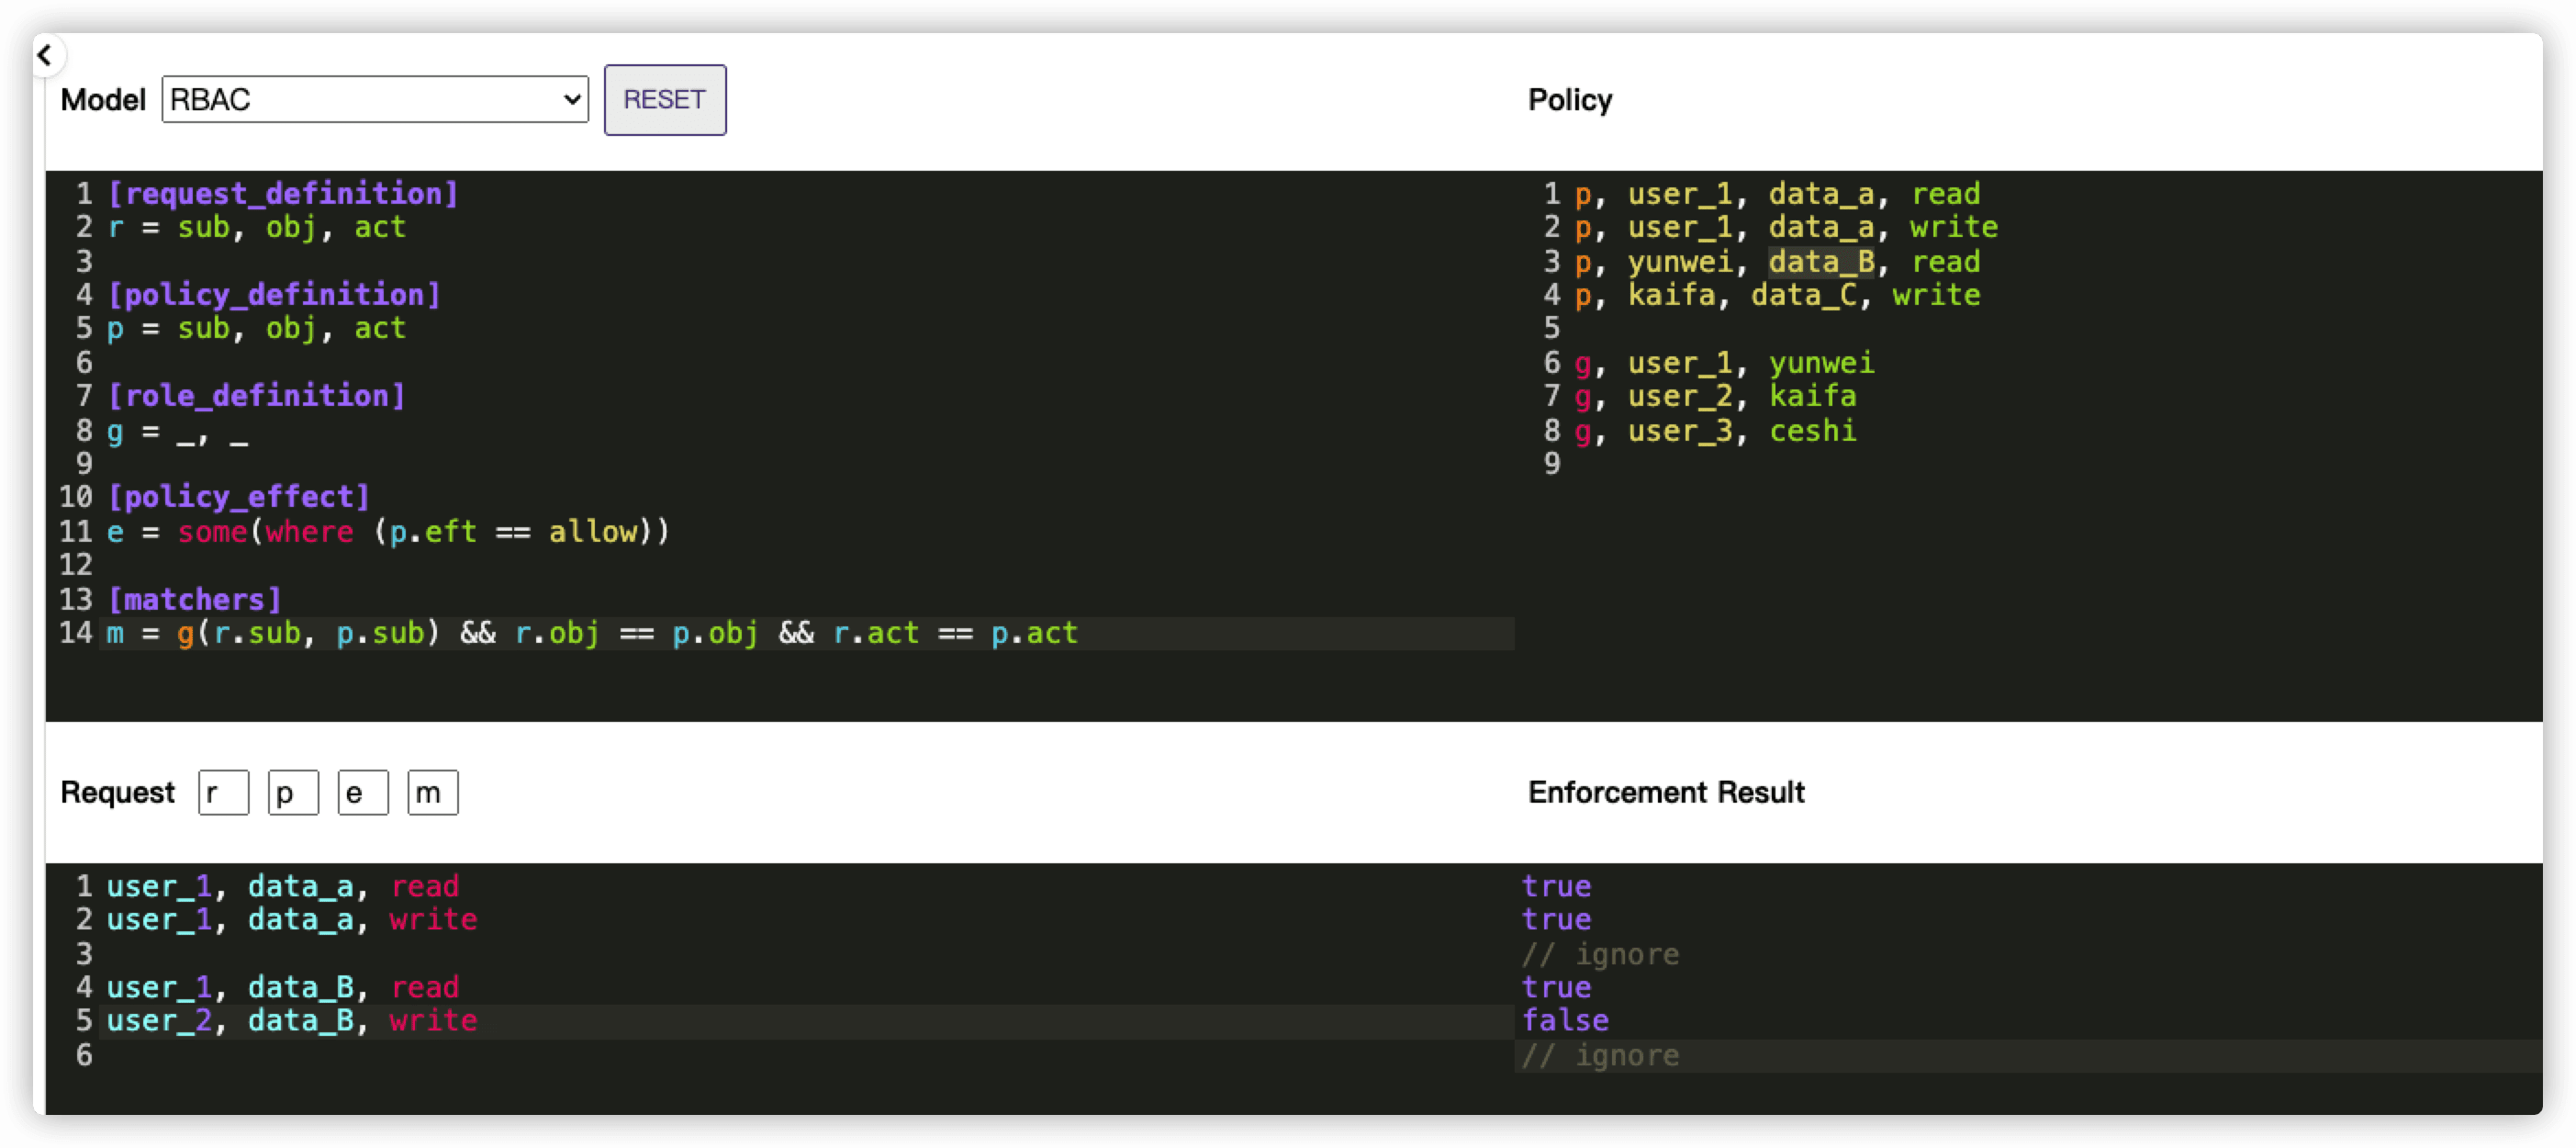 Model RBAC RESET
1 [request_definition]
2 r = sub, obj, act
3
4 [policy_definition]
5 p = sub, obj, act
6
7 [role_definition]
8 g = _, _
9
10 [policy_effect]
11 e = some(where (p.eft == allow))
12
13 [matchers]
14 m = g(r.sub, p.sub) && r.obj == p.obj && r.act == p.act
Policy
1 p, user_1, data_a, read
2 p, user_1, data_a, write
3 p, yunwei, data_B, read
4 p, kaifa, data_C, write
5
6 g, user_1, yunwei
7 g, user_2, kaifa
8 g, user_3, ceshi
9
Request r p e m
1 user_1, data_a, read
2 user_1, data_a, write
3
4 user_1, data_B, read
5 user_2, data_B, write
6
Enforcement Result
true
true
// ignore
true
false
// ignore